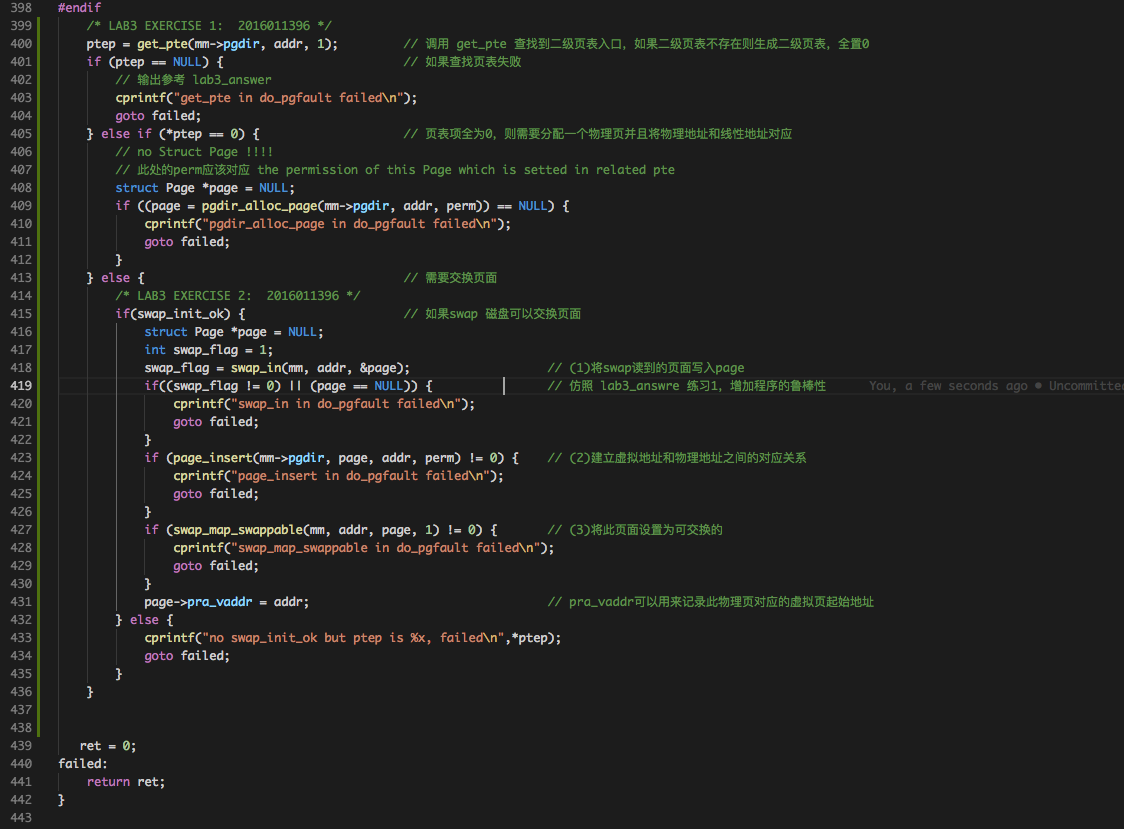 398 #endif
399 /* LAB3 EXERCISE 1:  2016011396 */
400 ptep = get_pte(mm->pgdir, addr, 1); // 调用 get_pte 查找到二级页表入口, 如果二级页表不存在则生成二级页表, 全置0
401 if (ptep == NULL) { // 如果查找页表失败
402 // 输出参考 lab3_answer
403 cprintf("get_pte in do_pgfault failed\n");
404 goto failed;
405 } else if (*ptep == 0) { // 页表项全为0, 则需要分配一个物理页并且将物理地址和线性地址对应
406 // no Struct Page !!!!
407 // 此处的perm应该对应 the permission of this Page which is setted in related pte
408 struct Page *page = NULL;
409 if ((page = pgdir_alloc_page(mm->pgdir, addr, perm)) == NULL) {
410 cprintf("pgdir_alloc_page in do_pgfault failed\n");
411 goto failed;
412 }
413 } else { // 需要交换页面
414 /* LAB3 EXERCISE 2:  2016011396 */
415 if(swap_init_ok) { // 如果swap 磁盘可以交换页面
416 struct Page *page = NULL;
417 int swap_flag = 1;
418 swap_flag = swap_in(mm, addr, &page); // (1)将swap读到的页面写入page
419 if((swap_flag != 0) || (page == NULL)) { // 仿照 lab3_answre 练习1, 增加程序的鲁棒性 You, a few seconds ago • Uncommitte
420 cprintf("swap_in in do_pgfault failed\n");
421 goto failed;
422 }
423 if (page_insert(mm->pgdir, page, addr, perm) != 0) { // (2)建立虚拟地址和物理地址之间的对应关系
424 cprintf("page_insert in do_pgfault failed\n");
425 goto failed;
426 }
427 if (swap_map_swappable(mm, addr, page, 1) != 0) { // (3)将此页面设置为可交换的
428 cprintf("swap_map_swappable in do_pgfault failed\n");
429 goto failed;
430 }
431 page->pra_vaddr = addr; // pra_vaddr可以用来记录此物理页对应的虚拟页起始地址
432 } else {
433 cprintf("no swap_init_ok but ptep is %x, failed\n",*ptep);
434 goto failed;
435 }
436 }
437
438
439 ret = 0;
440 failed:
441 return ret;
442 }
443